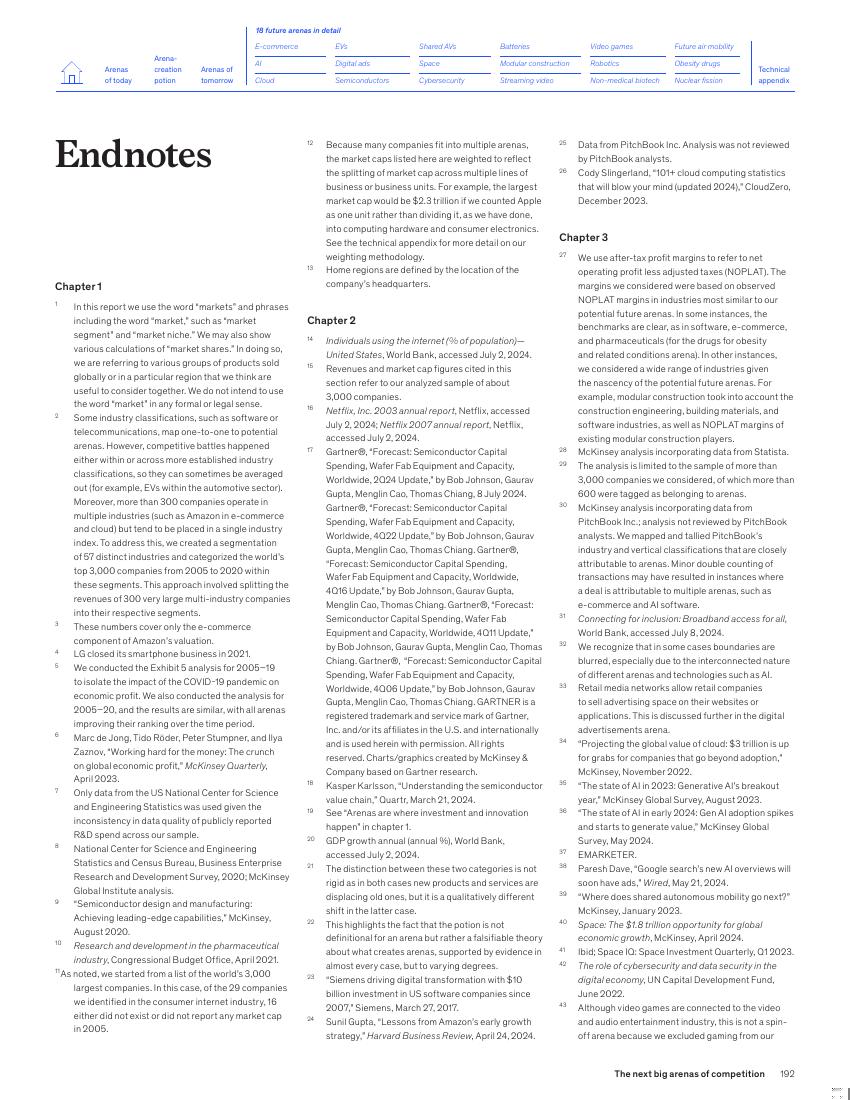 18 future arenas in detail
Arenas
of today
Arena-
creation
potion
Arenas of
tomorrow
E-commerce
EVs
Shared AVs
Batteries
Video games
Future air mobility
AI
Digital ads
Space
Modular construction
Robotics
Obesity drugs
Cloud
Semiconductors
Cybersecurity
Streaming video
Non-medical biotech
Nuclear fission
Technical
appendix
Endnotes
Chapter 1
1 In this report we use the word “markets” and phrases
including the word “market,” such as “market
segment” and “market niche.” We may also show
various calculations of “market shares.” In doing so,
we are referring to various groups of products sold
globally or in a particular region that we think are
useful to consider together. We do not intend to use
the word “market” in any formal or legal sense.
2 Some industry classifications, such as software or
telecommunications, map one-to-one to potential
arenas. However, competitive battles happened
either within or across more established industry
classifications, so they can sometimes be averaged
out (for example, EVs within the automotive sector).
Moreover, more than 300 companies operate in
multiple industries (such as Amazon in e-commerce
and cloud) but tend to be placed in a single industry
index. To address this, we created a segmentation
of 57 distinct industries and categorized the world’s
top 3,000 companies from 2005 to 2020 within
these segments. This approach involved splitting the
revenues of 300 very large multi-industry companies
into their respective segments.
3 These numbers cover only the e-commerce
component of Amazon’s valuation.
4 LG closed its smartphone business in 2021.
5 We conducted the Exhibit 5 analysis for 2005–19
to isolate the impact of the COVID-19 pandemic on
economic profit. We also conducted the analysis for
2005–20, and the results are similar, with all arenas
improving their ranking over the time period.
6 Marc de Jong, Tido Röder, Peter Stumpner, and Ilya
Zaznov, “Working hard for the money: The crunch
on global economic profit,” McKinsey Quarterly,
April 2023.
7 Only data from the US National Center for Science
and Engineering Statistics was used given the
inconsistency in data quality of publicly reported
R&D spend across our sample.
8 National Center for Science and Engineering
Statistics and Census Bureau, Business Enterprise
Research and Development Survey, 2020; McKinsey
Global Institute analysis.
9 “Semiconductor design and manufacturing:
Achieving leading-edge capabilities,” McKinsey,
August 2020.
10 Research and development in the pharmaceutical
industry, Congressional Budget Office, April 2021.
11As noted, we started from a list of the world’s 3,000
largest companies. In this case, of the 29 companies
we identified in the consumer internet industry, 16
either did not exist or did not report any market cap
in 2005.
12 Because many companies fit into multiple arenas,
the market caps listed here are weighted to reflect
the splitting of market cap across multiple lines of
business or business units. For example, the largest
market cap would be $2.3 trillion if we counted Apple
as one unit rather than dividing it, as we have done,
into computing hardware and consumer electronics.
See the technical appendix for more detail on our
weighting methodology.
13 Home regions are defined by the location of the
company’s headquarters.
Chapter 2
14 Individuals using the internet (% of population)—
United States, World Bank, accessed July 2, 2024.
15 Revenues and market cap figures cited in this
section refer to our analyzed sample of about
3,000 companies.
16 Netflix, Inc. 2003 annual report, Netflix, accessed
July 2, 2024; Netflix 2007 annual report, Netflix,
accessed July 2, 2024.
17 Gartner®, “Forecast: Semiconductor Capital
Spending, Wafer Fab Equipment and Capacity,
Worldwide, 2Q24 Update,” by Bob Johnson, Gaurav
Gupta, Menglin Cao, Thomas Chiang, 8 July 2024.
Gartner®, “Forecast: Semiconductor Capital
Spending, Wafer Fab Equipment and Capacity,
Worldwide, 4Q22 Update,” by Bob Johnson, Gaurav
Gupta, Menglin Cao, Thomas Chiang. Gartner®,
“Forecast: Semiconductor Capital Spending,
Wafer Fab Equipment and Capacity, Worldwide,
4Q16 Update,” by Bob Johnson, Gaurav Gupta,
Menglin Cao, Thomas Chiang. Gartner®, “Forecast:
Semiconductor Capital Spending, Wafer Fab
Equipment and Capacity, Worldwide, 4Q11 Update,”
by Bob Johnson, Gaurav Gupta, Menglin Cao, Thomas
Chiang. Gartner®, “Forecast: Semiconductor Capital
Spending, Wafer Fab Equipment and Capacity,
Worldwide, 4Q06 Update,” by Bob Johnson, Gaurav
Gupta, Menglin Cao, Thomas Chiang. GARTNER is a
registered trademark and service mark of Gartner,
Inc. and/or its affiliates in the U.S. and internationally
and is used herein with permission. All rights
reserved. Charts/graphics created by McKinsey &
Company based on Gartner research.
18 Kasper Karlsson, “Understanding the semiconductor
value chain,” Quartr, March 21, 2024.
19 See “Arenas are where investment and innovation
happen” in chapter 1.
20 GDP growth annual (annual %), World Bank,
accessed July 2, 2024.
21 The distinction between these two categories is not
rigid as in both cases new products and services are
displacing old ones, but it is a qualitatively different
shift in the latter case.
22 This highlights the fact that the potion is not
definitional for an arena but rather a falsifiable theory
about what creates arenas, supported by evidence in
almost every case, but to varying degrees.
23 “Siemens driving digital transformation with $10
billion investment in US software companies since
2007,” Siemens, March 27, 2017.
24 Sunil Gupta, “Lessons from Amazon’s early growth
strategy,” Harvard Business Review, April 24, 2024.
25 Data from PitchBook Inc. Analysis was not reviewed
by PitchBook analysts.
26 Cody Slingerland, “101+ cloud computing statistics
that will blow your mind (updated 2024),” CloudZero,
December 2023.
Chapter 3
27 We use after-tax profit margins to refer to net
operating profit less adjusted taxes (NOPLAT). The
margins we considered were based on observed
NOPLAT margins in industries most similar to our
potential future arenas. In some instances, the
benchmarks are clear, as in software, e-commerce,
and pharmaceuticals (for the drugs for obesity
and related conditions arena). In other instances,
we considered a wide range of industries given
the nascency of the potential future arenas. For
example, modular construction took into account the
construction engineering, building materials, and
software industries, as well as NOPLAT margins of
existing modular construction players.
28 McKinsey analysis incorporating data from Statista.
29 The analysis is limited to the sample of more than
3,000 companies we considered, of which more than
600 were tagged as belonging to arenas.
30 McKinsey analysis incorporating data from
PitchBook Inc.; analysis not reviewed by PitchBook
analysts. We mapped and tallied PitchBook’s
industry and vertical classifications that are closely
attributable to arenas. Minor double counting of
transactions may have resulted in instances where
a deal is attributable to multiple arenas, such as
e-commerce and AI software.
31 Connecting for inclusion: Broadband access for all,
World Bank, accessed July 8, 2024.
32 We recognize that in some cases boundaries are
blurred, especially due to the interconnected nature
of different arenas and technologies such as AI.
33 Retail media networks allow retail companies
to sell advertising space on their websites or
applications. This is discussed further in the digital
advertisements arena.
34 “Projecting the global value of cloud: $3 trillion is up
for grabs for companies that go beyond adoption,”
McKinsey, November 2022.
35 “The state of AI in 2023: Generative AI’s breakout
year,” McKinsey Global Survey, August 2023.
36 “The state of AI in early 2024: Gen AI adoption spikes
and starts to generate value,” McKinsey Global
Survey, May 2024.
37 EMARKETER.
38 Paresh Dave, “Google search’s new AI overviews will
soon have ads,” Wired, May 21, 2024.
39 “Where does shared autonomous mobility go next?”
McKinsey, January 2023.
40 Space: The $1.8 trillion opportunity for global
economic growth, McKinsey, April 2024.
41 Ibid; Space IQ: Space Investment Quarterly, Q1 2023.
42 The role of cybersecurity and data security in the
digital economy, UN Capital Development Fund,
June 2022.
43 Although video games are connected to the video
and audio entertainment industry, this is not a spin-
off arena because we excluded gaming from our
The next big arenas of competition 192